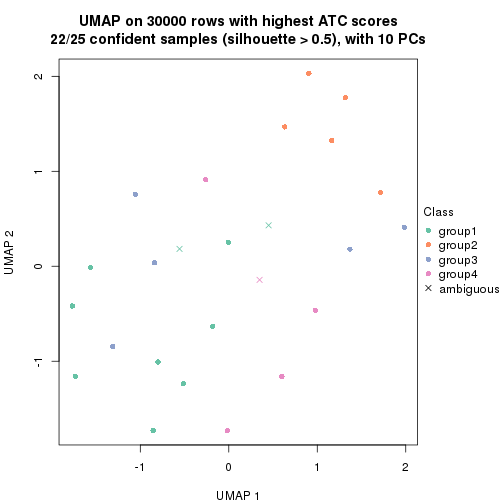 UMAP on 30000 rows with highest ATC scores
22/25 confident samples (silhouette > 0.5), with 10 PCs
UMAP 2
2
1
0
-1
-1
0
1
2
UMAP 1
Class
group1
group2
group3
group4
ambiguous